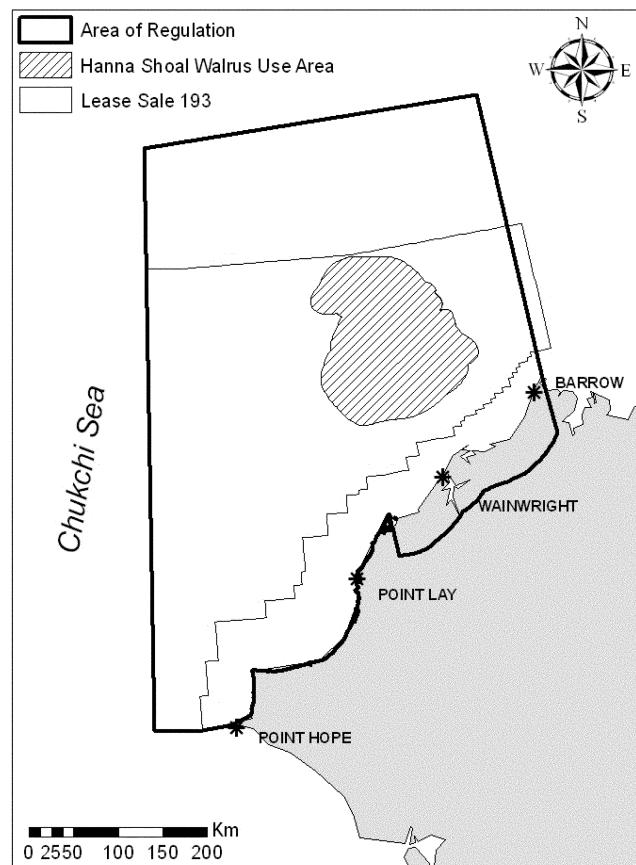 Area of Regulation
Hanna Shoal Walrus Use Area
Lease Sale 193
N
W E
S
BARROW
Chukchi Sea
WAINWRIGHT
POINT LAY
POINT HOPE
Km
0 2550 100 150 200